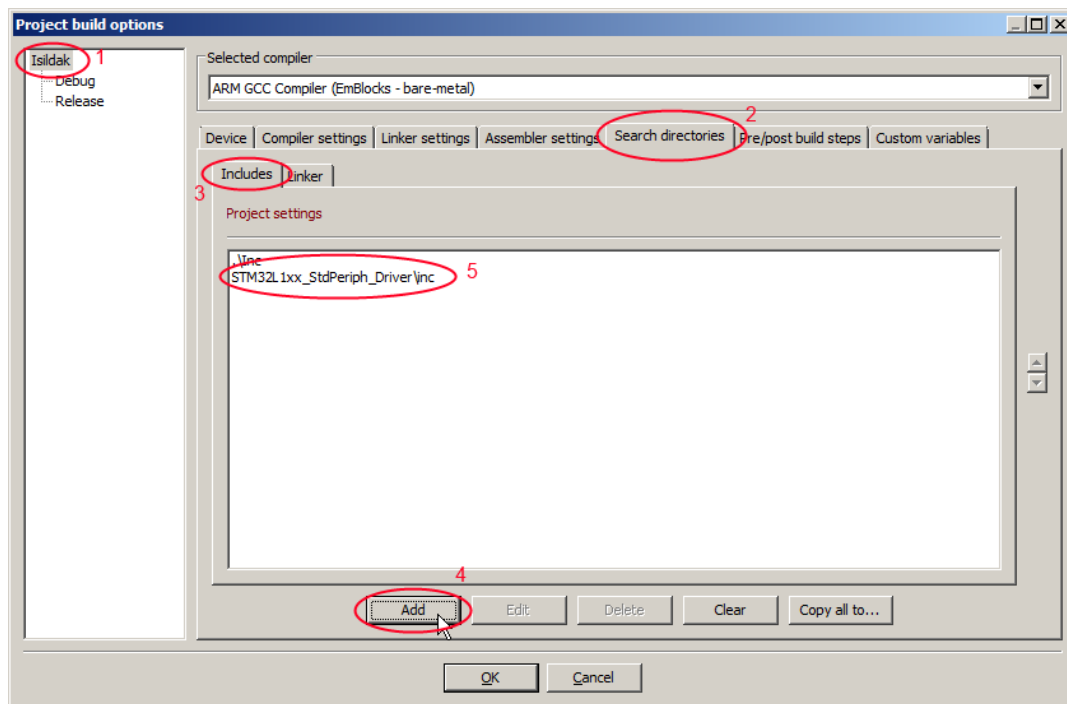 Project build options
Isildak 1
Debug
Release
Selected compiler
ARM GCC Compiler (EmBlocks - bare-metal)
2
Device Compiler settings Linker settings Assembler settings Search directories Pre/post build steps Custom variables
3 Includes Linker
Project settings
.\Inc
STM32L1xx_StdPeriph_Driver\inc 5
4
Add Edit Delete Clear Copy all to...
OK Cancel